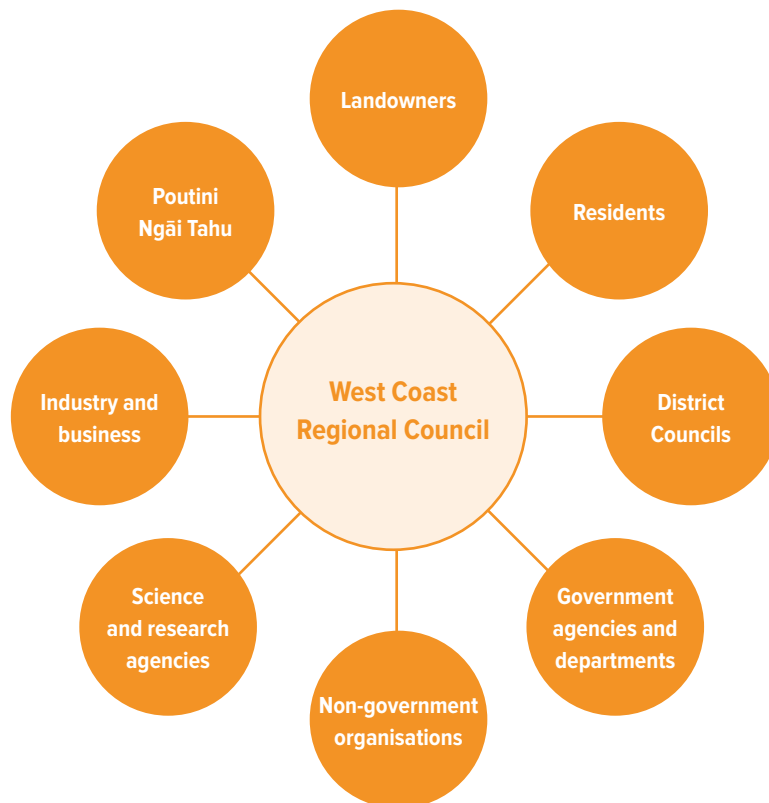 Landowners
Poutini
Ngāi Tahu
Residents
West Coast
Regional Council
Industry and
business
District
Councils
Science
and research
agencies
Government
agencies and
departments
Non-government
organisations